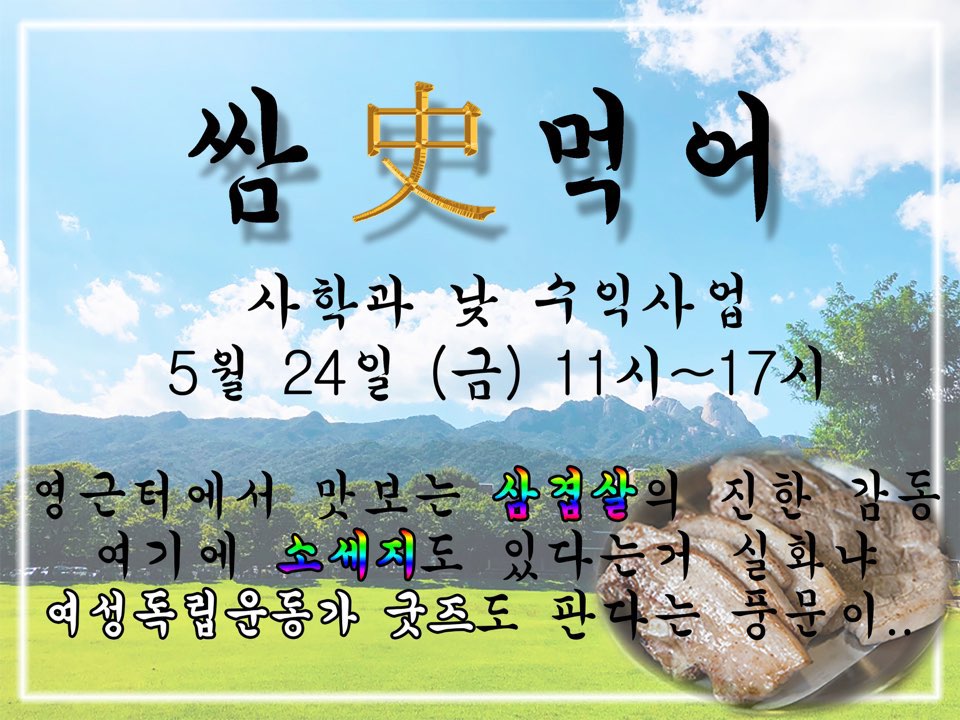 쌈 史 먹어
사학과 낮 수익사업
5월 24일 (금) 11시~17시
영근터에서 맛보는 삼겹살의 진한 감동
여기에 소세지도 있다는거 실화냐
여성독립운동가 굿즈도 판다는 풍문이..